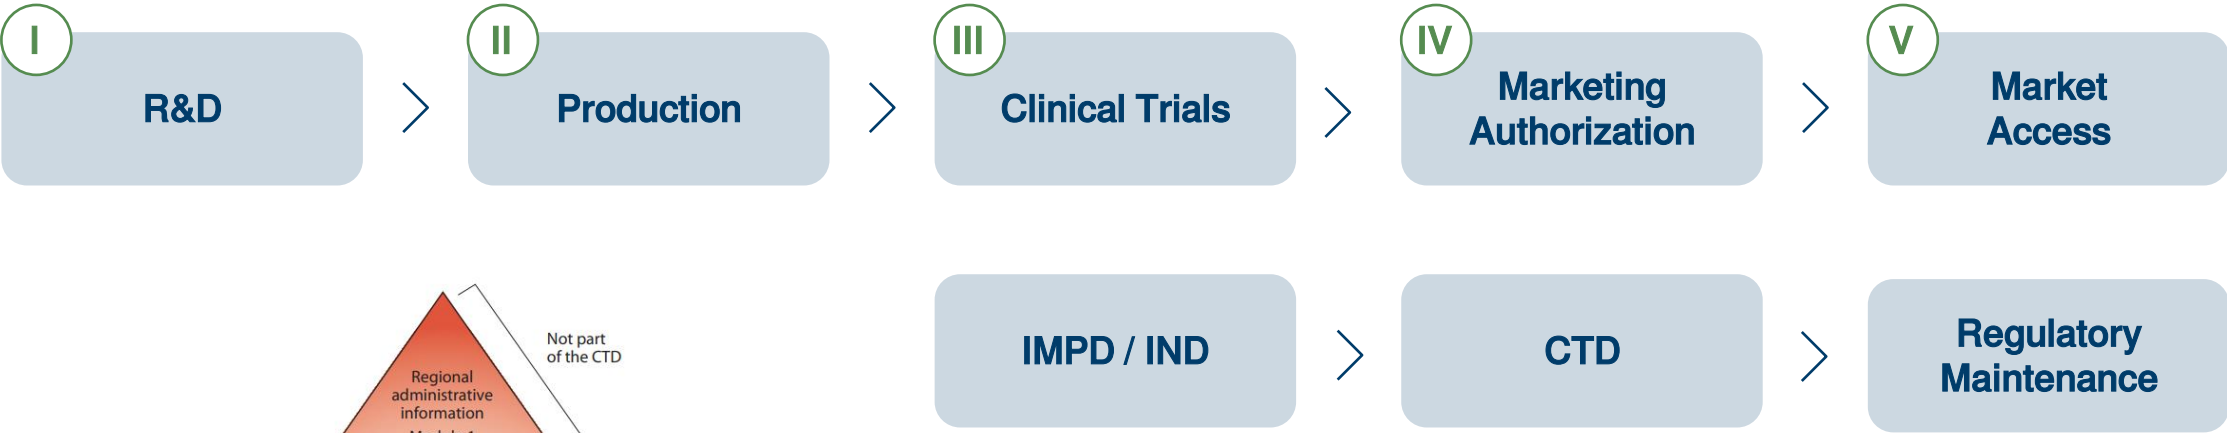 I
R&D
II
Production
III
Clinical Trials
IV
Marketing
Authorization
V
Market
Access
Not part
of the CTD
Regional
administrative
information
IMPD / IND
CTD
Regulatory
Maintenance